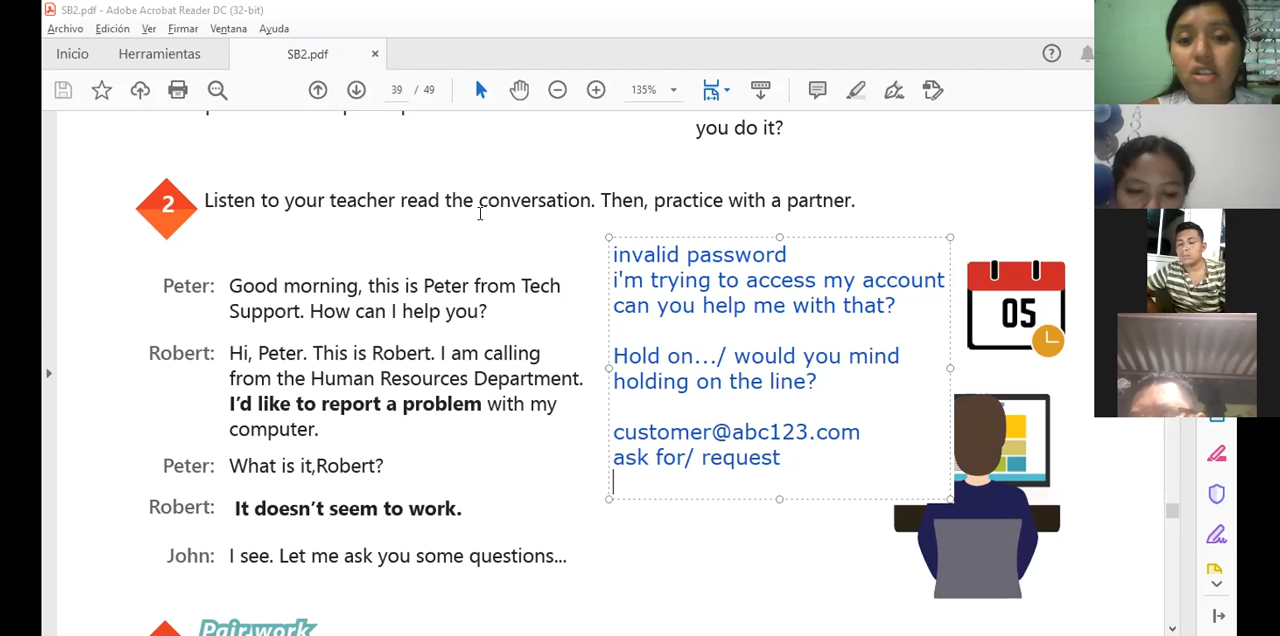 SB2.pdf - Adobe Acrobat Reader DC (32-bit)
Archivo Edición Ver Firmar Ventana Ayuda
Inicio Herramientas SB2.pdf ×
39 / 49 135%
you do it?
2 Listen to your teacher read the conversation. Then, practice with a partner.
Peter: Good morning, this is Peter from Tech
Support. How can I help you?
Robert: Hi, Peter. This is Robert. I am calling
from the Human Resources Department.
I'd like to report a problem with my
computer.
Peter: What is it,Robert?
Robert: It doesn't seem to work.
John: I see. Let me ask you some questions...
invalid password
i'm trying to access my account
can you help me with that?
Hold on.../ would you mind
holding on the line?
customer@abc123.com
ask for/ request
05
Pair work